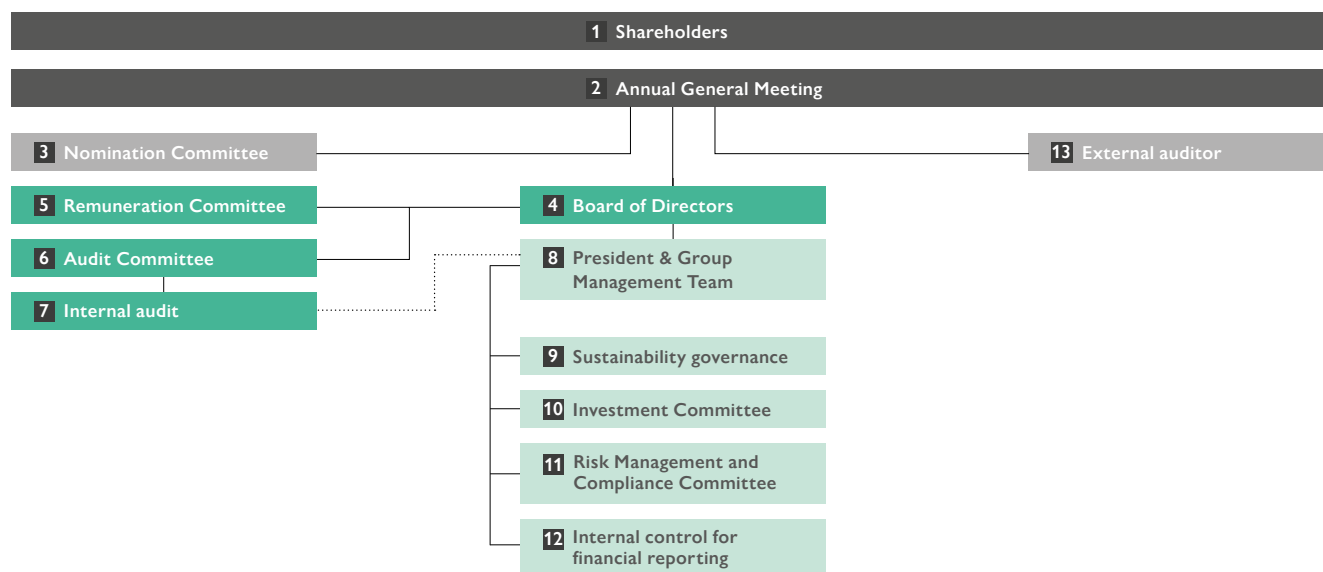 1 Shareholders
2 Annual General Meeting
3 Nomination Committee
13 External auditor
5 Remuneration Committee
4 Board of Directors
6 Audit Committee
8 President & Group
Management Team
7 Internal audit
9 Sustainability governance
10 Investment Committee
11 Risk Management and
Compliance Committee
12 Internal control for
financial reporting